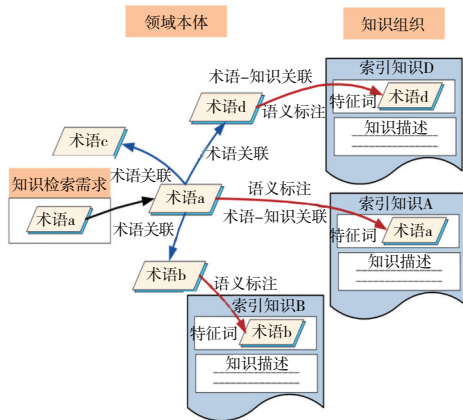 领域本体
知识组织
索引知识D
术语-知识关联
特征词
术语d
术语d
语义标注
知识描述
术语c
术语关联
术语关联
知识检索需求
术语a
术语a
语义标注
术语关联
术语-知识关联
索引知识A
特征词
术语a
知识描述
术语b
语义标注
索引知识B
特征词
术语b
知识描述